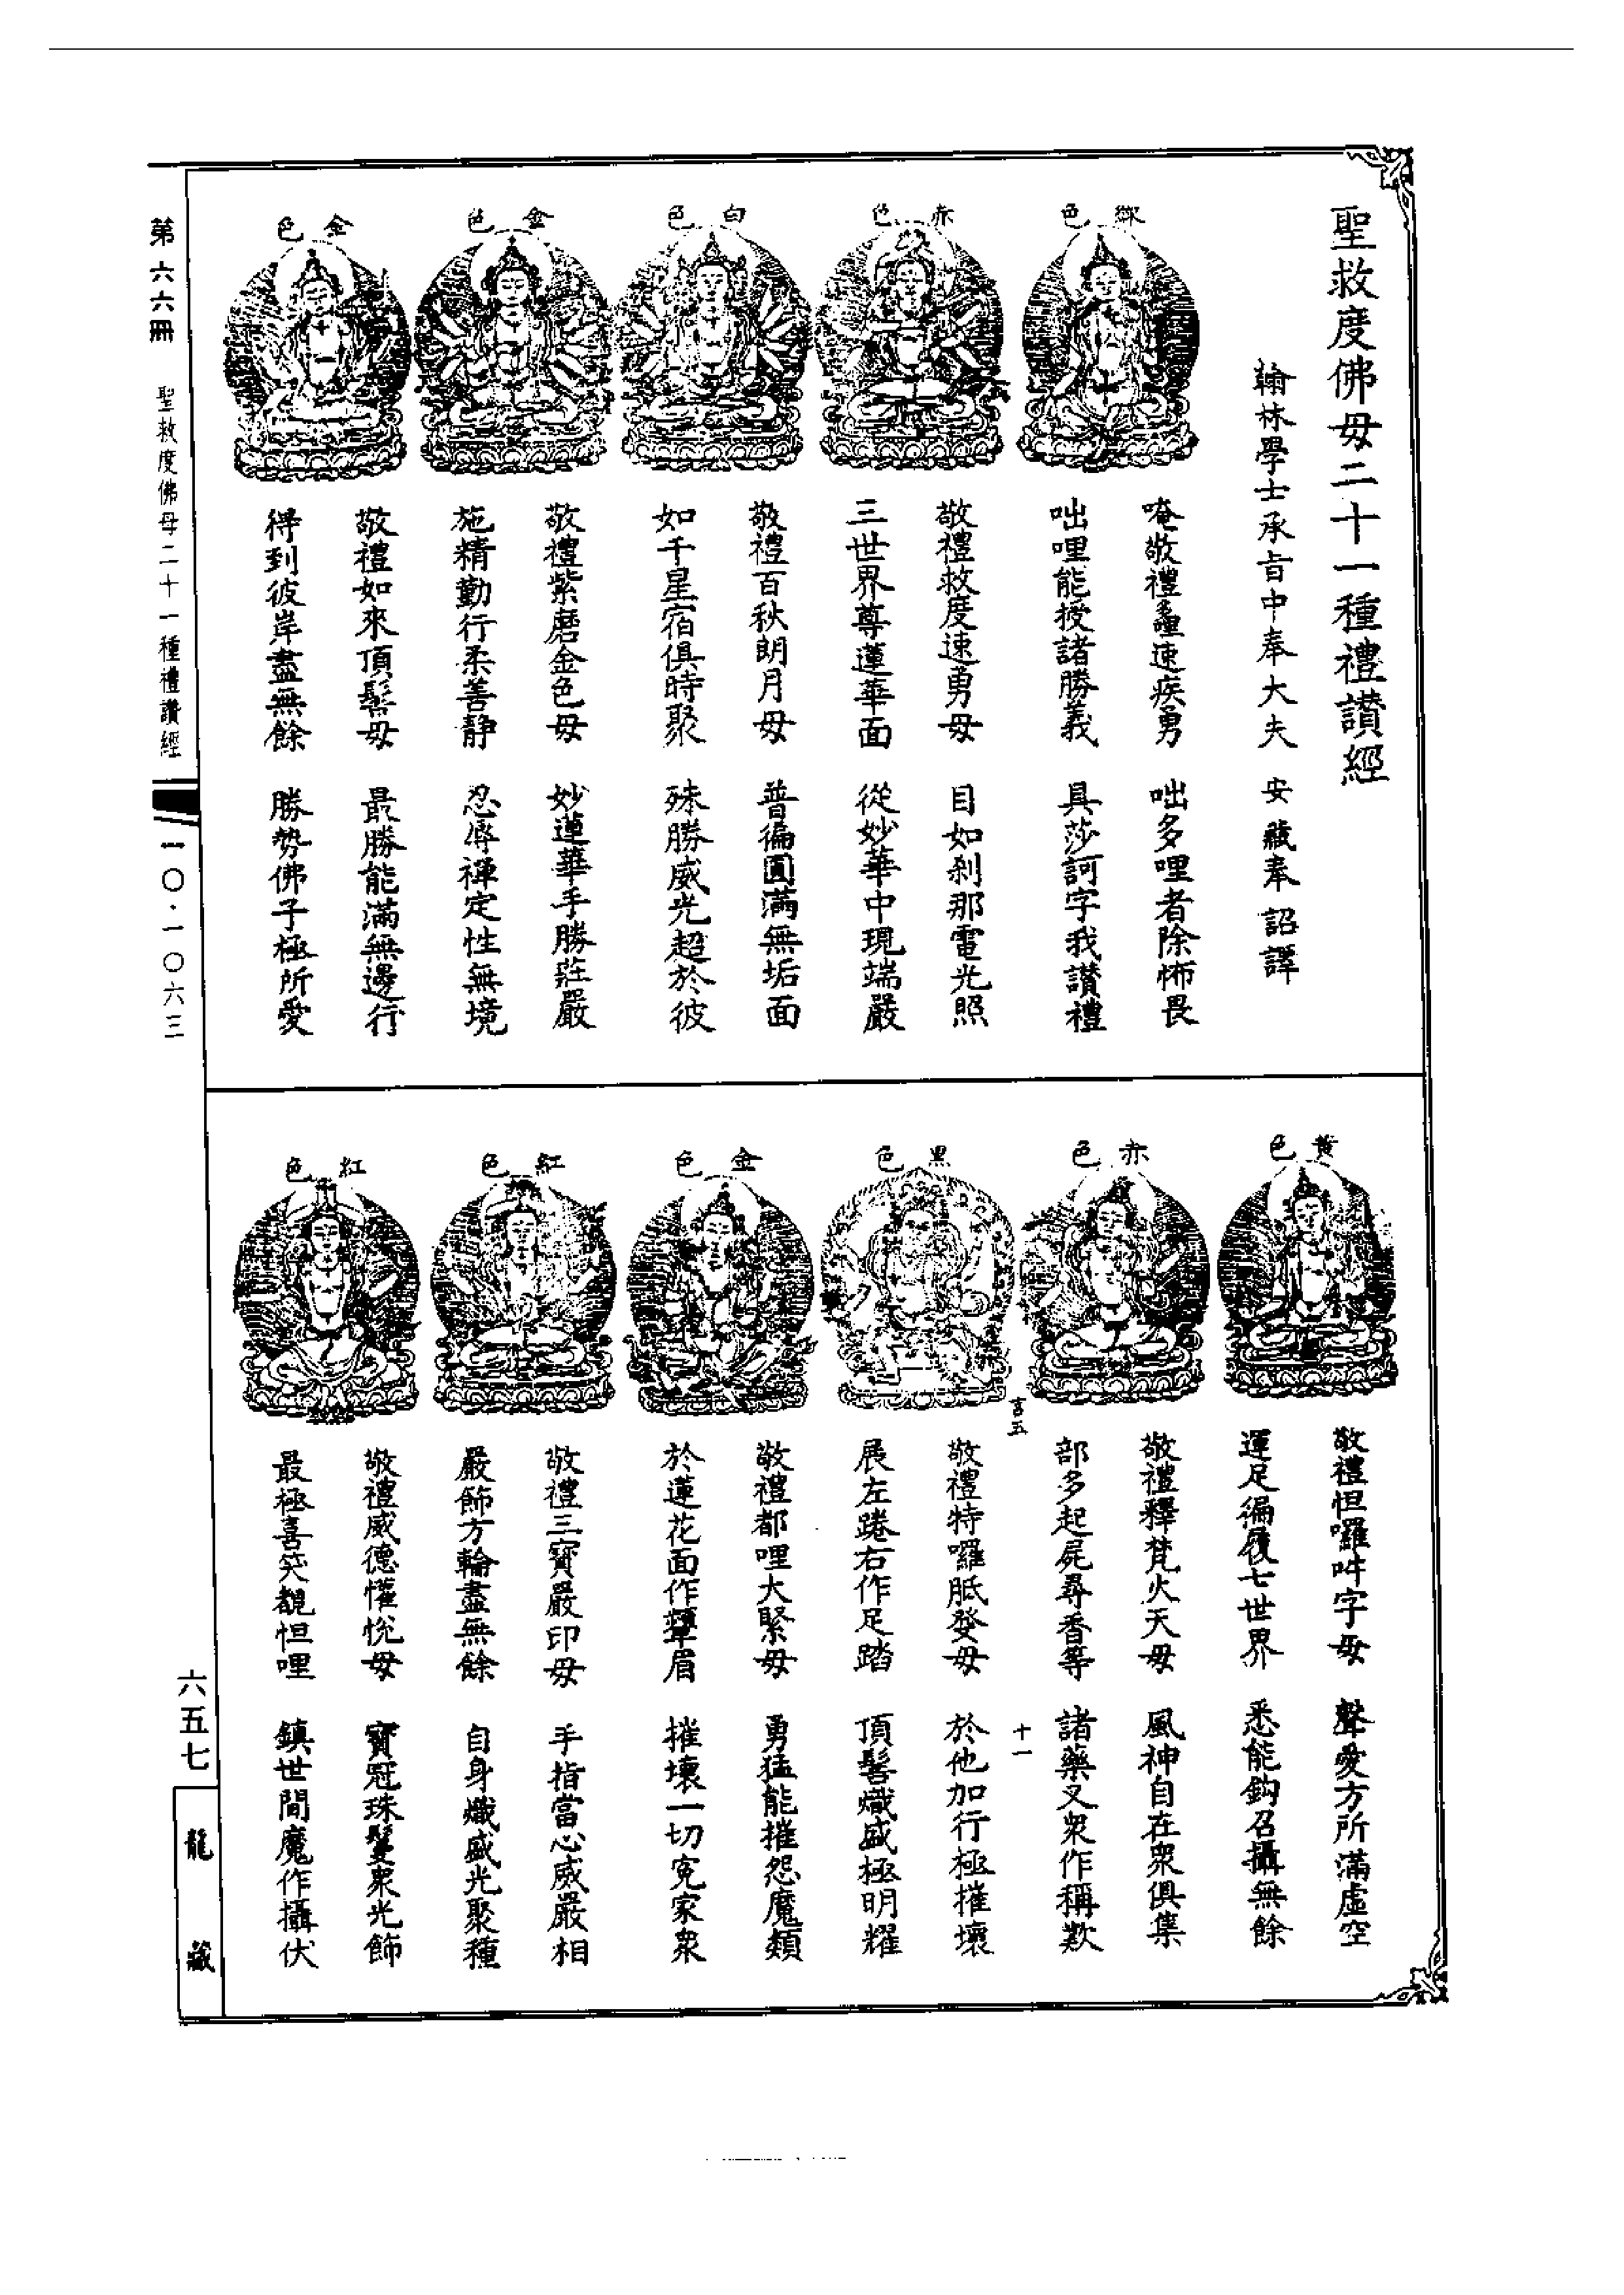 聖救度佛母二十一種禮讃經
翰林學士承旨中奉大夫 安藏奉 詔譯
綠色
唵敬禮多哩速疾勇 咄多哩者除怖畏
咄哩能授諸勝義 具莎訶字我讃禮
赤色
敬禮救度速勇母 目如刹那電光照
三世界尊蓮華面 從妙華中現端嚴
白色
敬禮百秋朗月母 普徧圓滿無垢面
如千星宿俱時聚 殊勝威光超於彼
金色
敬禮紫磨金色母 妙蓮華手勝莊嚴
施精勤行柔善静 忍辱禪定性無境
金色
敬禮如來頂髻母 最勝能滿無邊行
得到彼岸盡無餘 勝勢佛子極所愛
黃色
敬禮怛囉吽字母 聲愛方所滿虛空
運足徧履七世界 悉能鈎召攝無餘
赤色
敬禮釋梵火天母 風神自在衆俱集
部多起屍尋香等 諸藥叉衆作稱歎
言五 十一
黑色
敬禮特囉胝發母 於他加行極摧壞
展左踡右作足踏 頂髻熾盛極明耀
金色
敬禮都哩大緊母 勇猛能摧怨魔類
於蓮花面作顰眉 摧壞一切冤家衆
紅色
敬禮三寶嚴印母 手指當心威嚴相
嚴飾方輪盡無餘 自身熾盛光聚種
紅色
敬禮威德懽悅母 寶冠珠鬘衆光飾
最極喜笑覩怛哩 鎮世間魔作攝伏
第六六冊 聖救度佛母二十一種禮讃經 一〇·一〇六三
六五七
龍藏